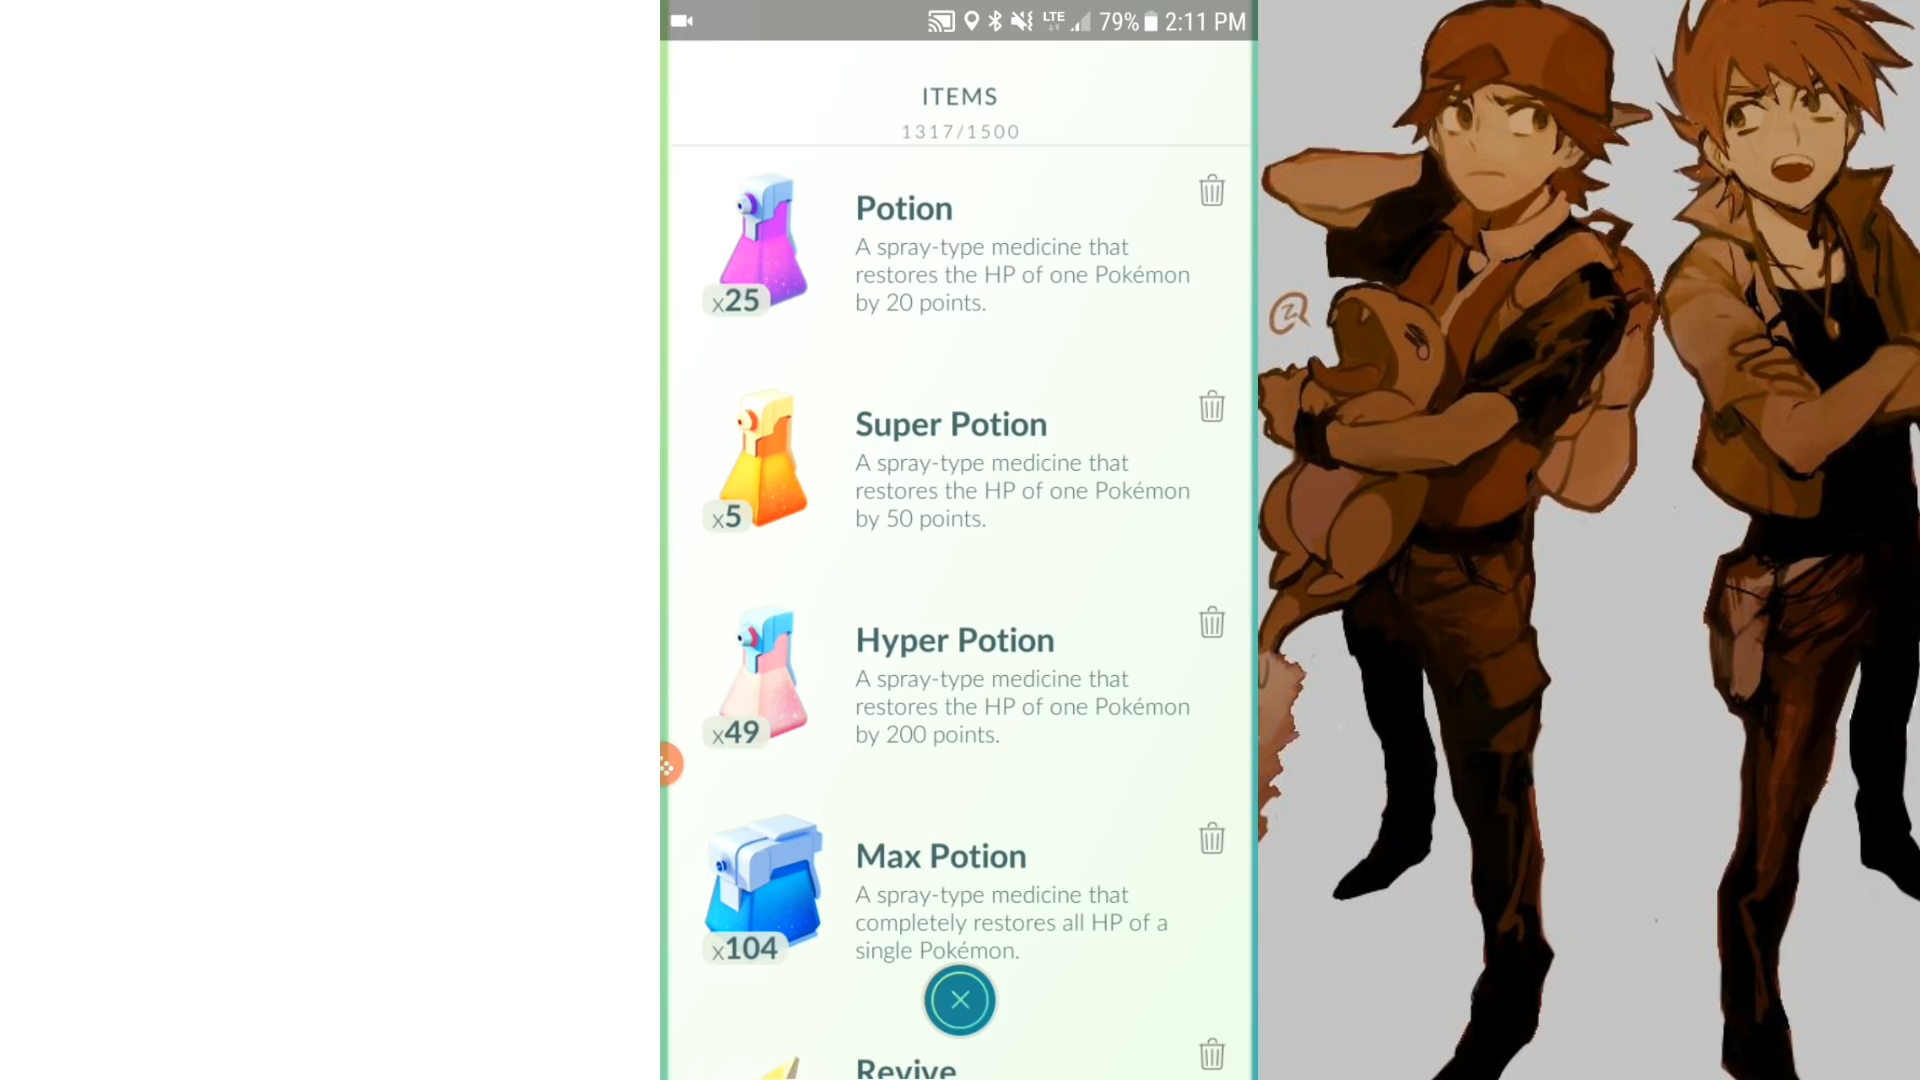 LTE 79% 2:11 PM
ITEMS
1317/1500
Potion
A spray-type medicine that
restores the HP of one Pokémon
by 20 points.
x25
Super Potion
A spray-type medicine that
restores the HP of one Pokémon
by 50 points.
x5
Hyper Potion
A spray-type medicine that
restores the HP of one Pokémon
by 200 points.
x49
Max Potion
A spray-type medicine that
completely restores all HP of a
single Pokémon.
x104
Revive
Z